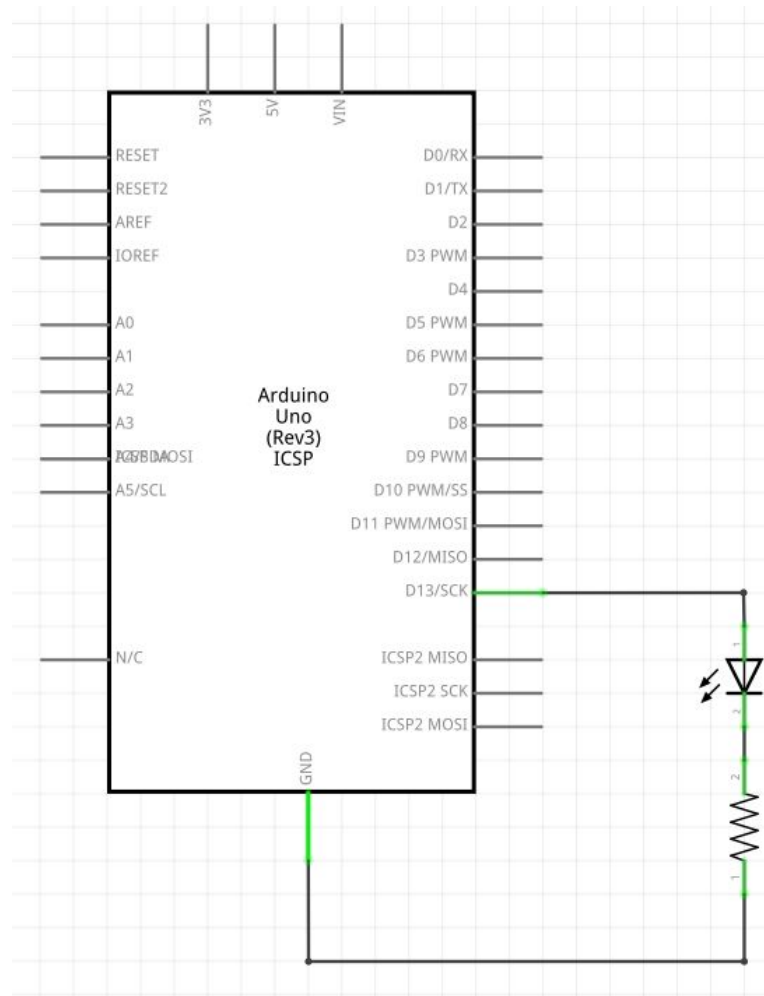 3V3
5V
VIN
RESET
RESET2
AREF
IOREF
A0
A1
A2
A3
A5/SCL
N/C
Arduino
Uno
(Rev3)
ICSP
D0/RX
D1/TX
D2
D3 PWM
D4
D5 PWM
D6 PWM
D7
D8
D9 PWM
D10 PWM/SS
D11 PWM/MOSI
D12/MISO
D13/SCK
ICSP2 MISO
ICSP2 SCK
ICSP2 MOSI
GND
1
2
2
1